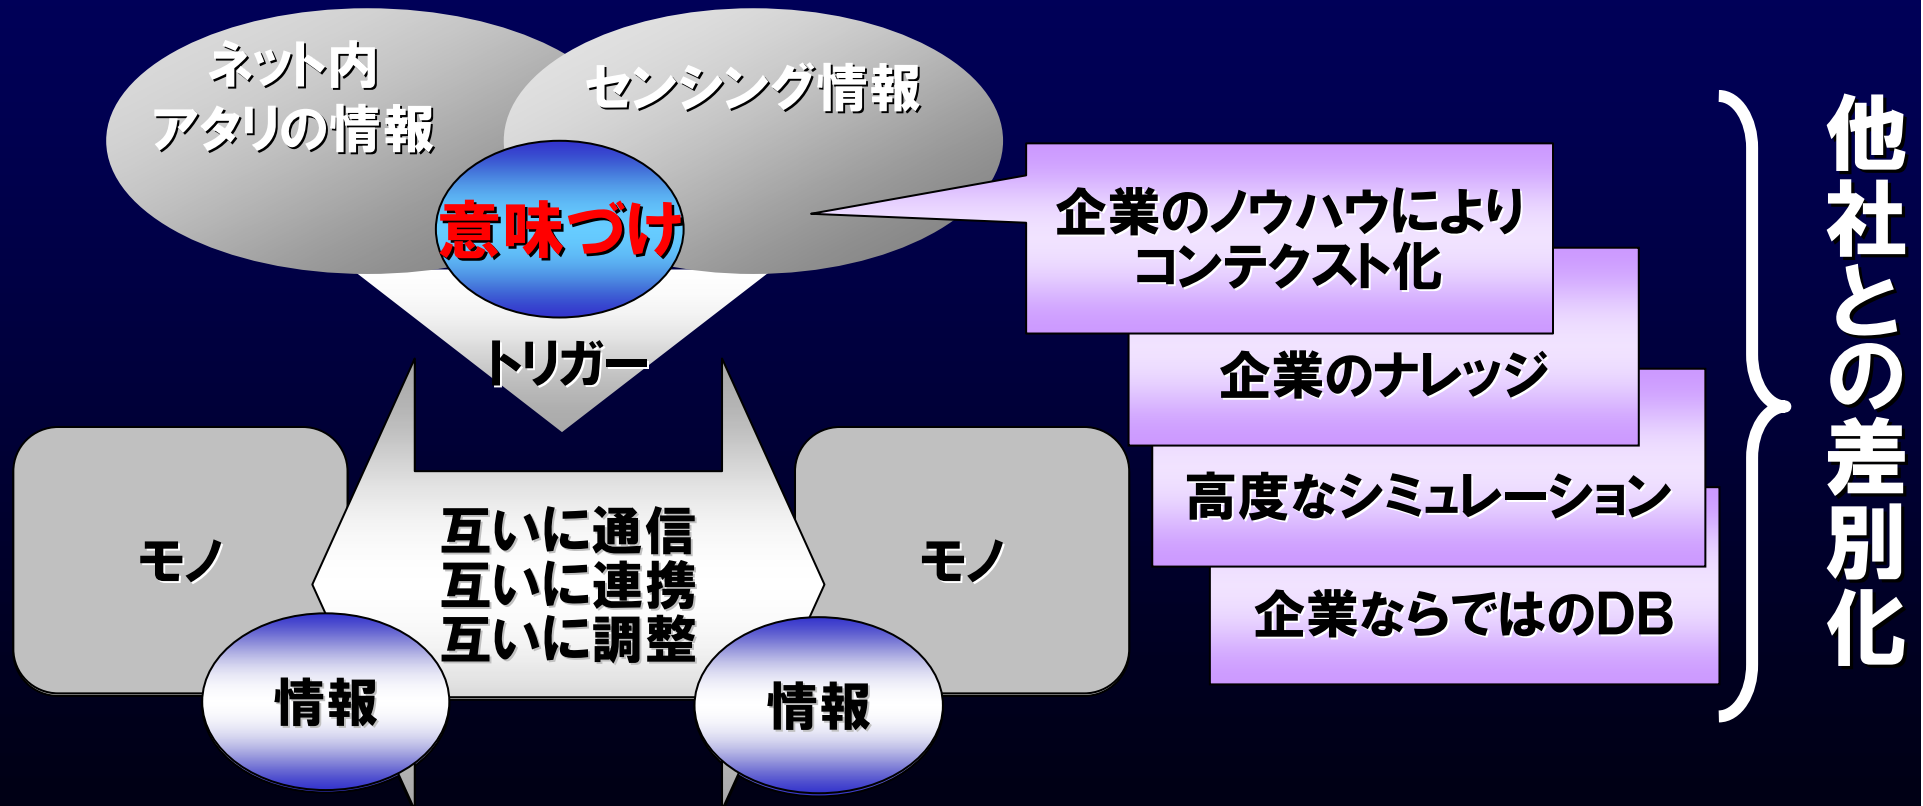 ネット内
アタリの情報
センシング情報
意味づけ
トリガー
モノ
互いに通信
互いに連携
互いに調整
モノ
情報
情報
企業のノウハウにより
コンテクスト化
企業のナレッジ
高度なシミュレーション
企業ならではのDB
他社との差別化